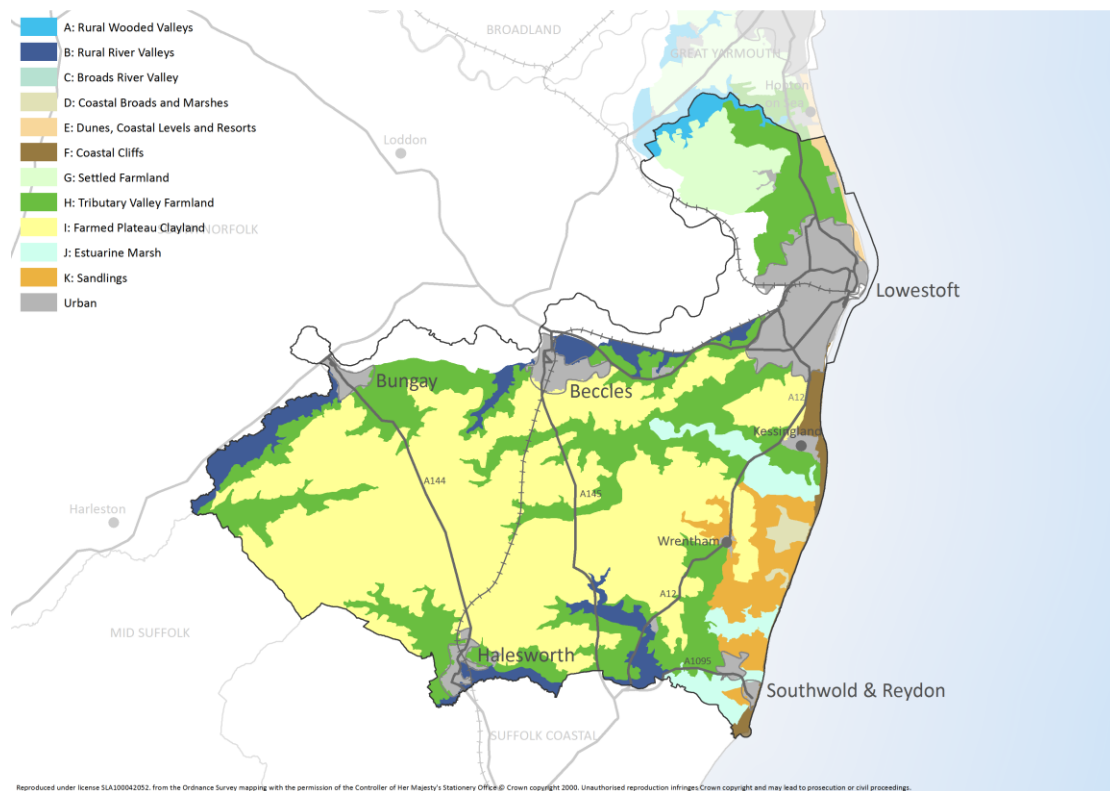 A: Rural Wooded Valleys
B: Rural River Valleys
C: Broads River Valley
D: Coastal Broads and Marshes
E: Dunes, Coastal Levels and Resorts
F: Coastal Cliffs
G: Settled Farmland
H: Tributary Valley Farmland
I: Farmed Plateau Clayland
J: Estuarine Marsh
K: Sandlings
Urban
BROADLAND
GREAT YARMOUTH
Hopton
on Sea
Loddon
NORFOLK
Lowestoft
Bungay
Beccles
A12
Kessingland
A144
A145
Harleston
Wrentham
A12
MID SUFFOLK
Halesworth
A1095
Southwold & Reydon
SUFFOLK COASTAL
Reproduced under license SLA100042052. from the Ordnance Survey mapping with the permission of the Controller of Her Majesty's Stationery Office © Crown copyright 2000. Unauthorised reproduction infringes Crown copyright and may lead to prosecution or civil proceedings.